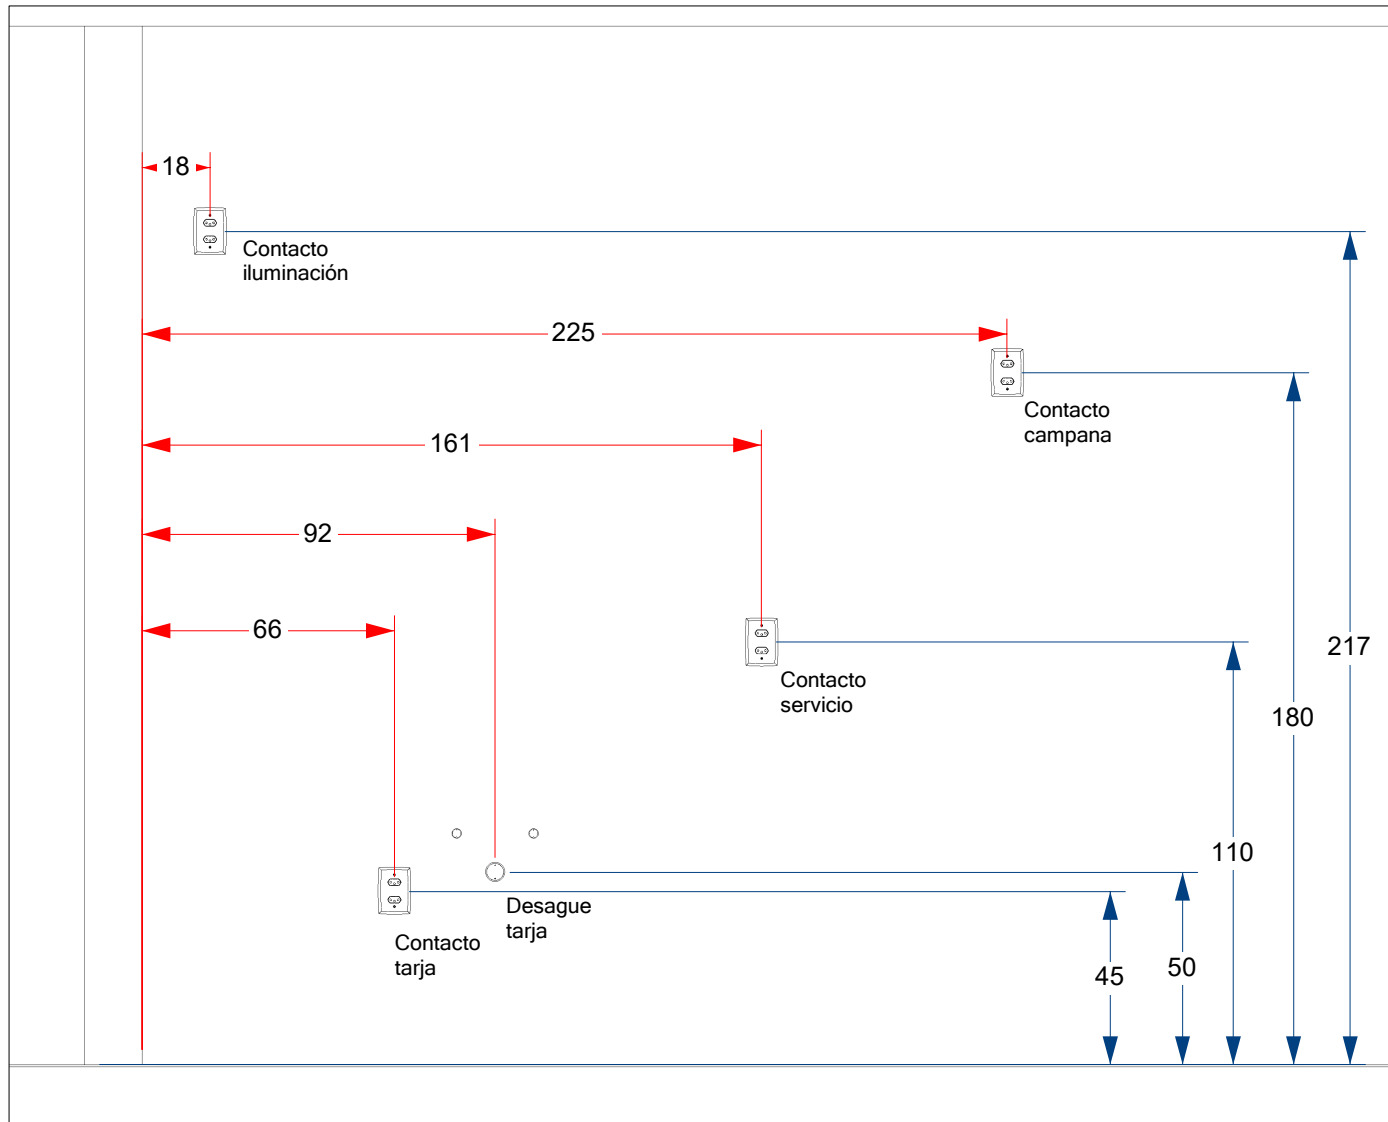 18
Contacto
iluminación
225
Contacto
campana
161
92
66
217
Contacto
servicio
180
110
Desague
tarja
Contacto
tarja
45
50